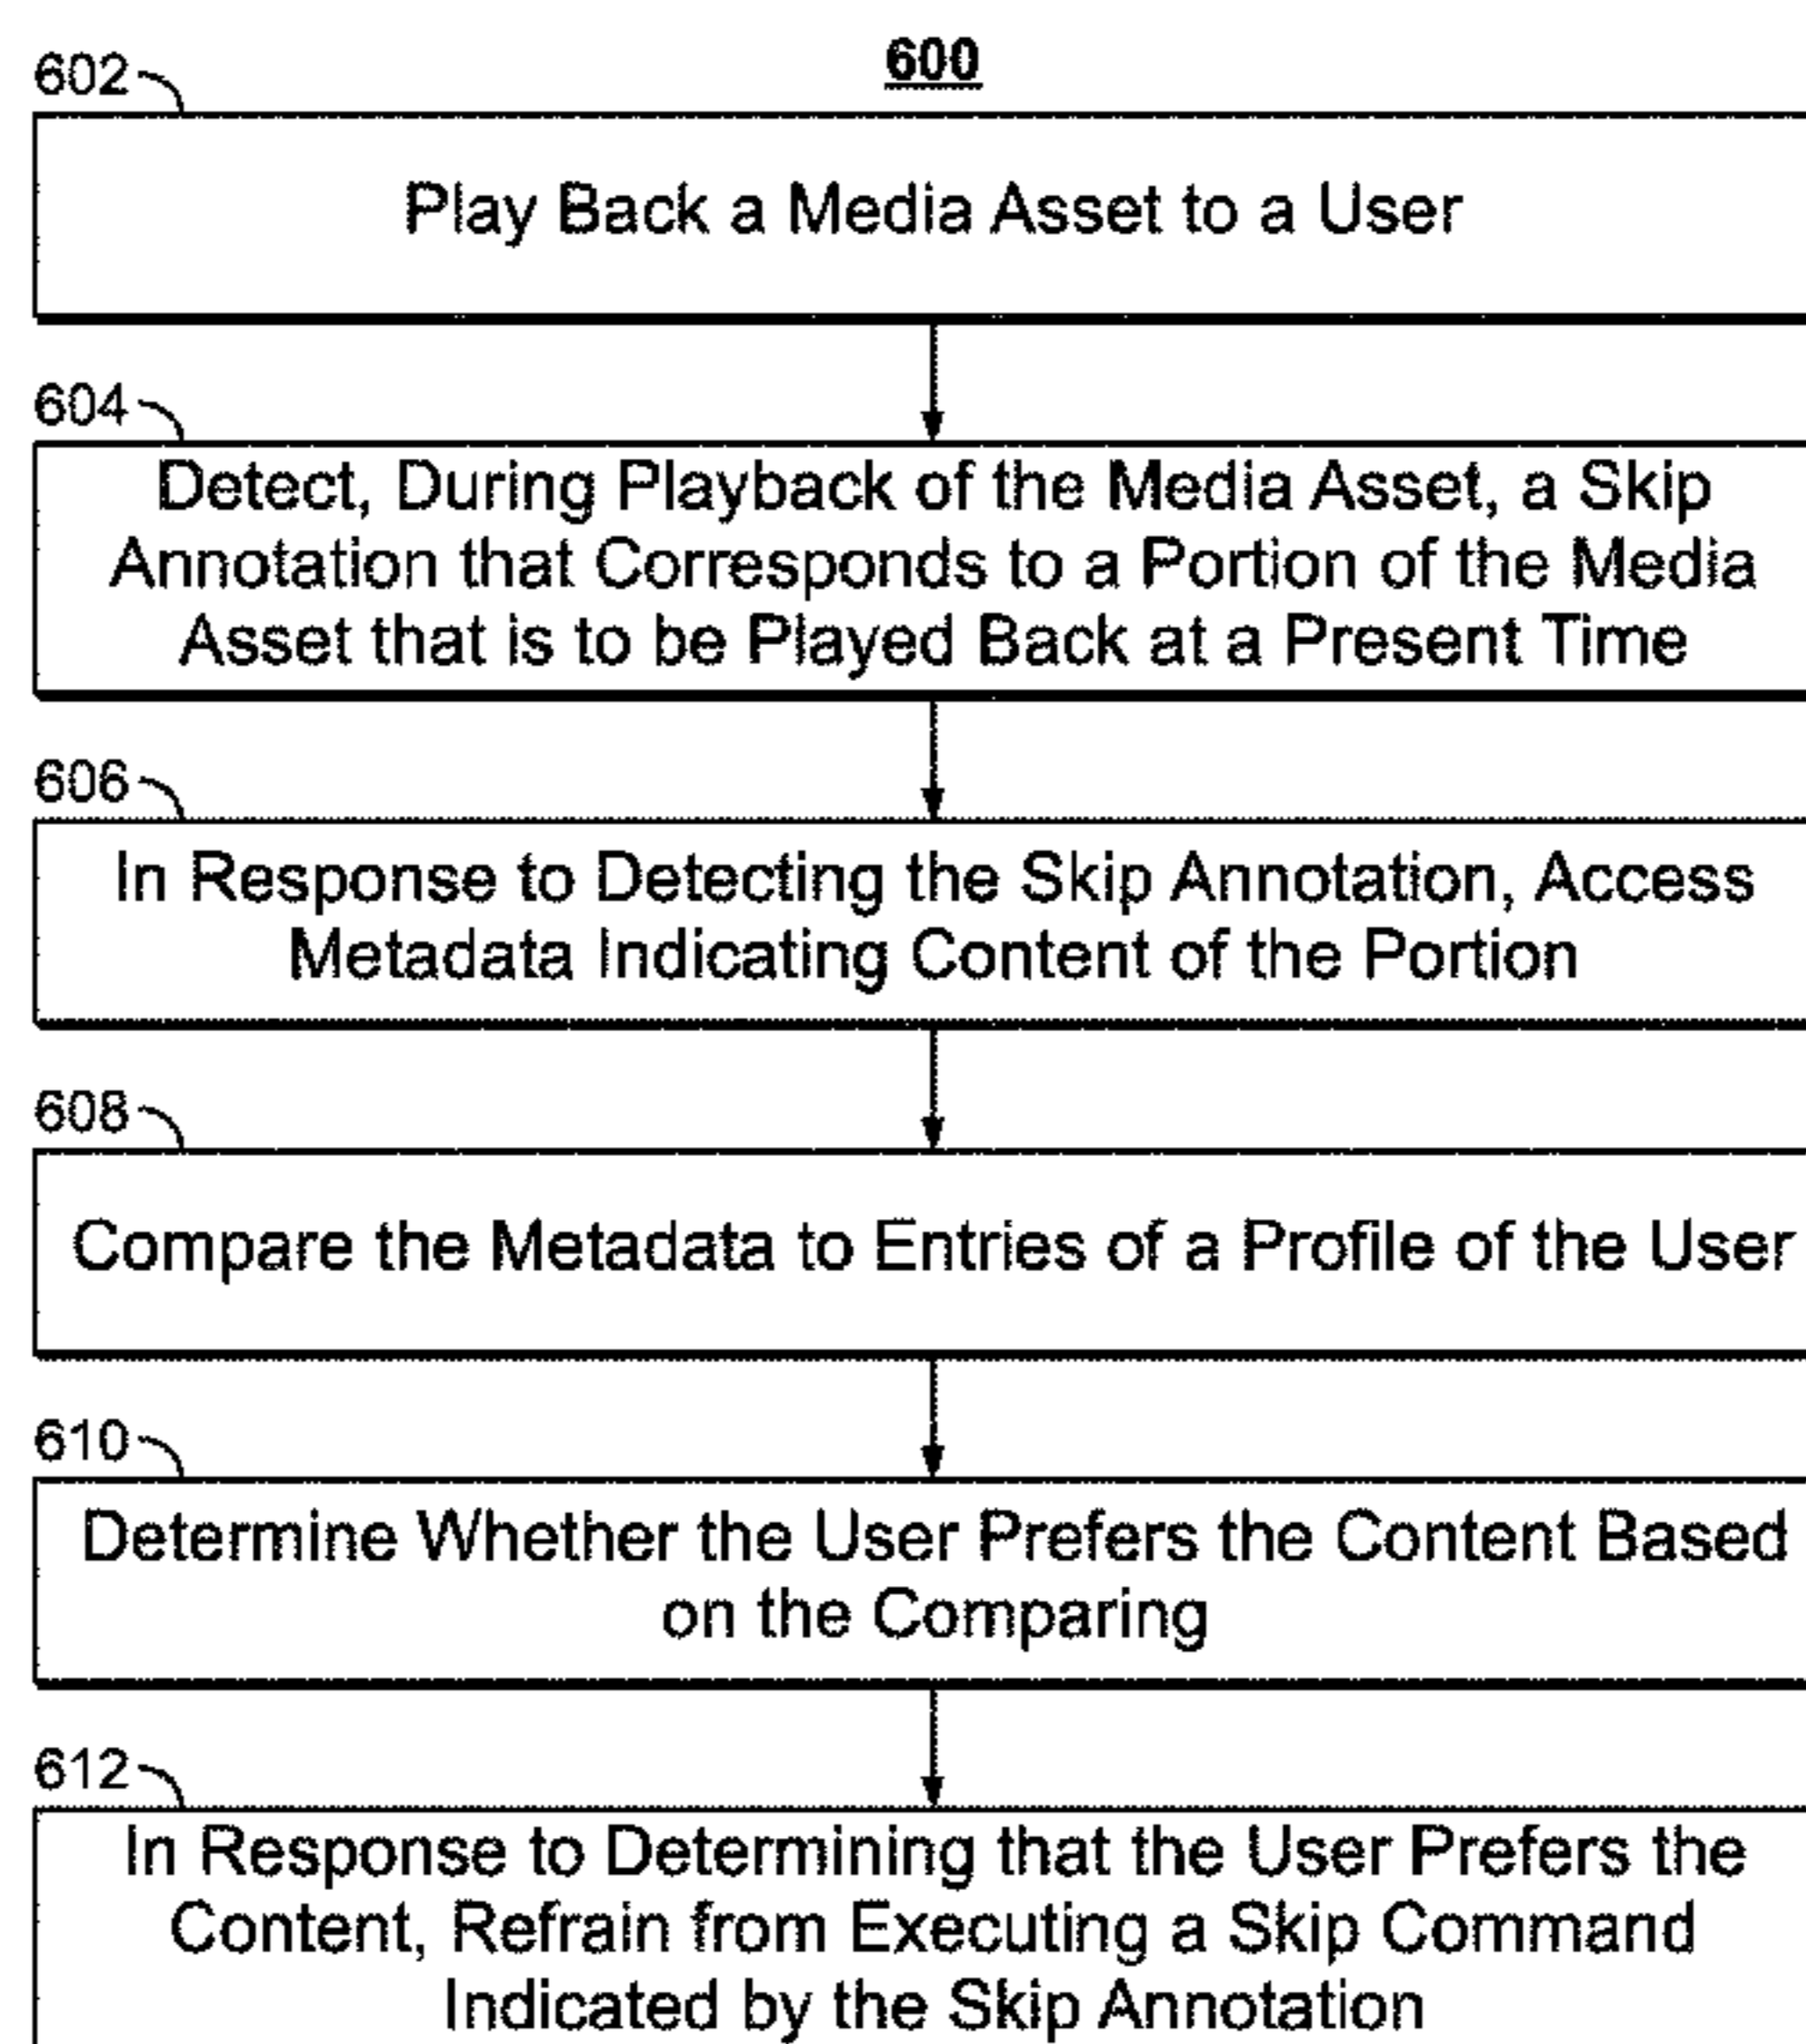 600
602
Play Back a Media Asset to a User
604
Detect, During Playback of the Media Asset, a Skip
Annotation that Corresponds to a Portion of the Media
Asset that is to be Played Back at a Present Time
606
In Response to Detecting the Skip Annotation, Access
Metadata Indicating Content of the Portion
608
Compare the Metadata to Entries of a Profile of the User
610
Determine Whether the User Prefers the Content Based
on the Comparing
612
In Response to Determining that the User Prefers the
Content, Refrain from Executing a Skip Command
Indicated by the Skip Annotation